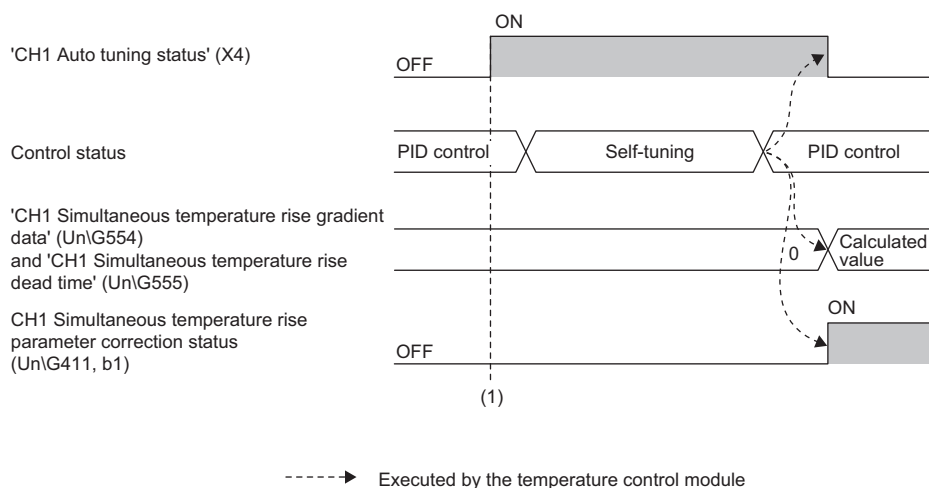 ON
'CH1 Auto tuning status' (X4)
OFF
Control status
PID control
Self-tuning
PID control
'CH1 Simultaneous temperature rise gradient
data' (Un\G554)
and 'CH1 Simultaneous temperature rise
dead time' (Un\G555)
0
Calculated
value
CH1 Simultaneous temperature rise
parameter correction status
(Un\G411, b1)
ON
OFF
(1)
Executed by the temperature control module